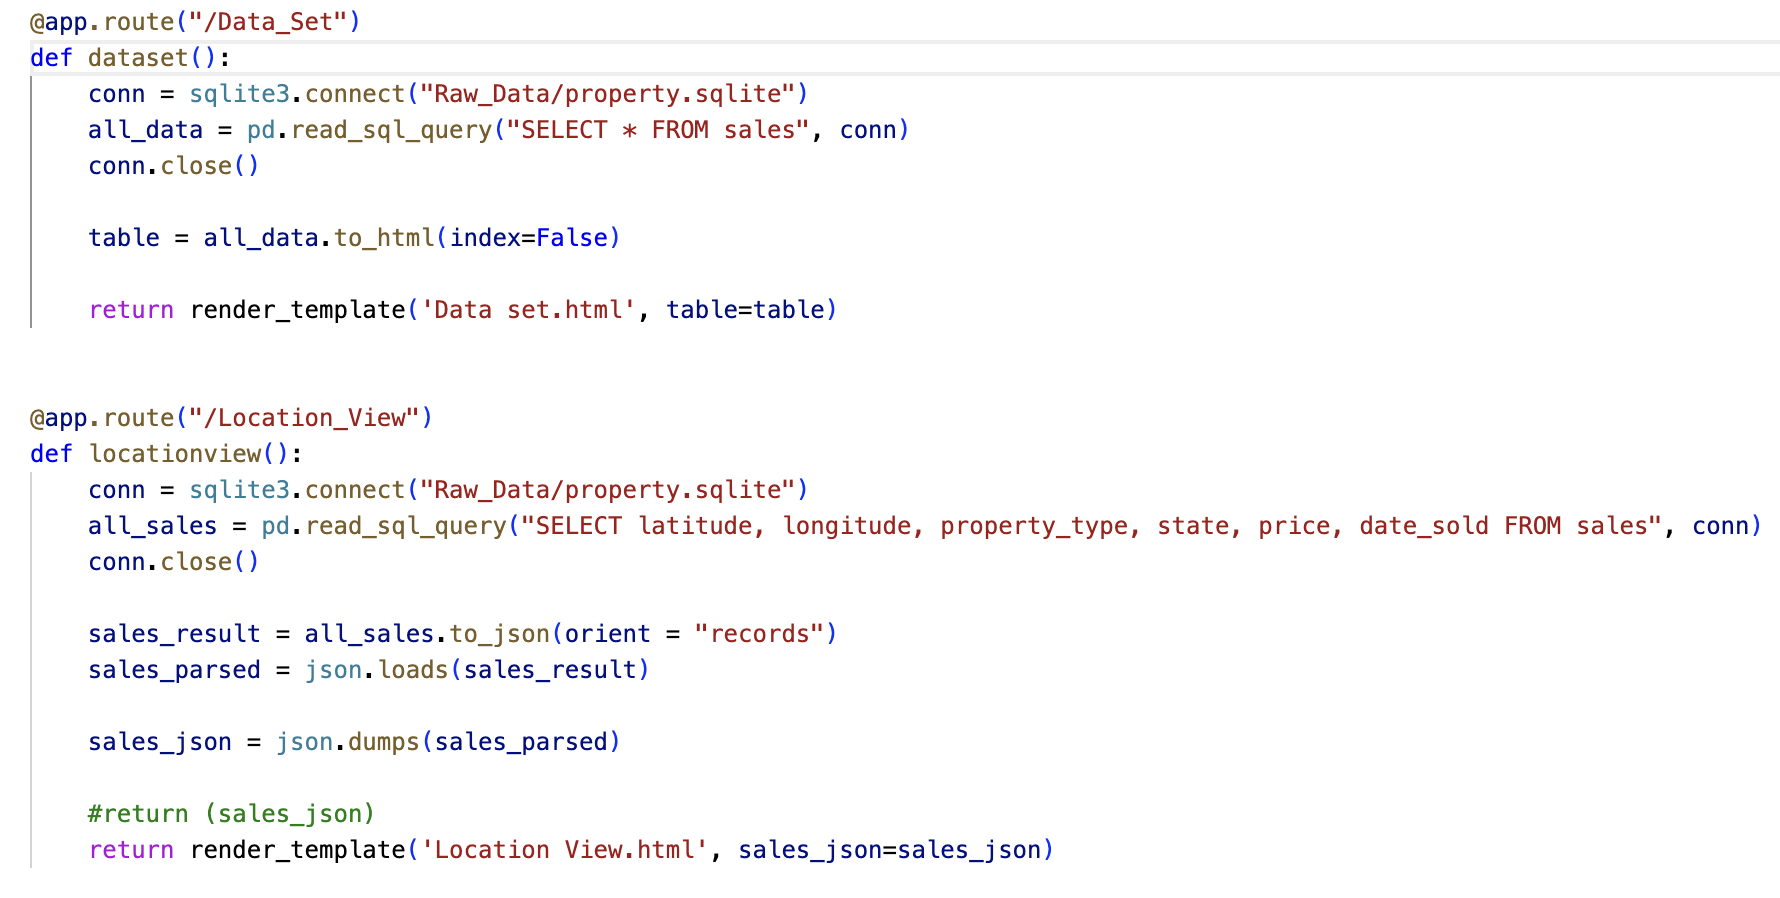 @app.route("/Data_Set")
def dataset():
    conn = sqlite3.connect("Raw_Data/property.sqlite")
    all_data = pd.read_sql_query("SELECT * FROM sales", conn)
    conn.close()

    table = all_data.to_html(index=False)

    return render_template('Data set.html', table=table)


@app.route("/Location_View")
def locationview():
    conn = sqlite3.connect("Raw_Data/property.sqlite")
    all_sales = pd.read_sql_query("SELECT latitude, longitude, property_type, state, price, date_sold FROM sales", conn)
    conn.close()

    sales_result = all_sales.to_json(orient = "records")
    sales_parsed = json.loads(sales_result)

    sales_json = json.dumps(sales_parsed)

    #return (sales_json)
    return render_template('Location View.html', sales_json=sales_json)